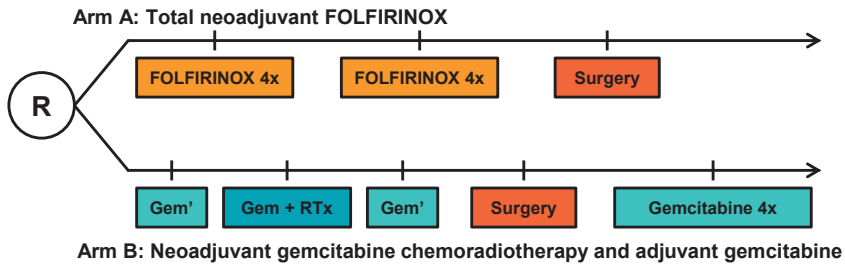 Arm A: Total neoadjuvant FOLFIRINOX
FOLFIRINOX 4x FOLFIRINOX 4x Surgery
R
Gem' Gem + RTx Gem' Surgery Gemcitabine 4x
Arm B: Neoadjuvant gemcitabine chemoradiotherapy and adjuvant gemcitabine